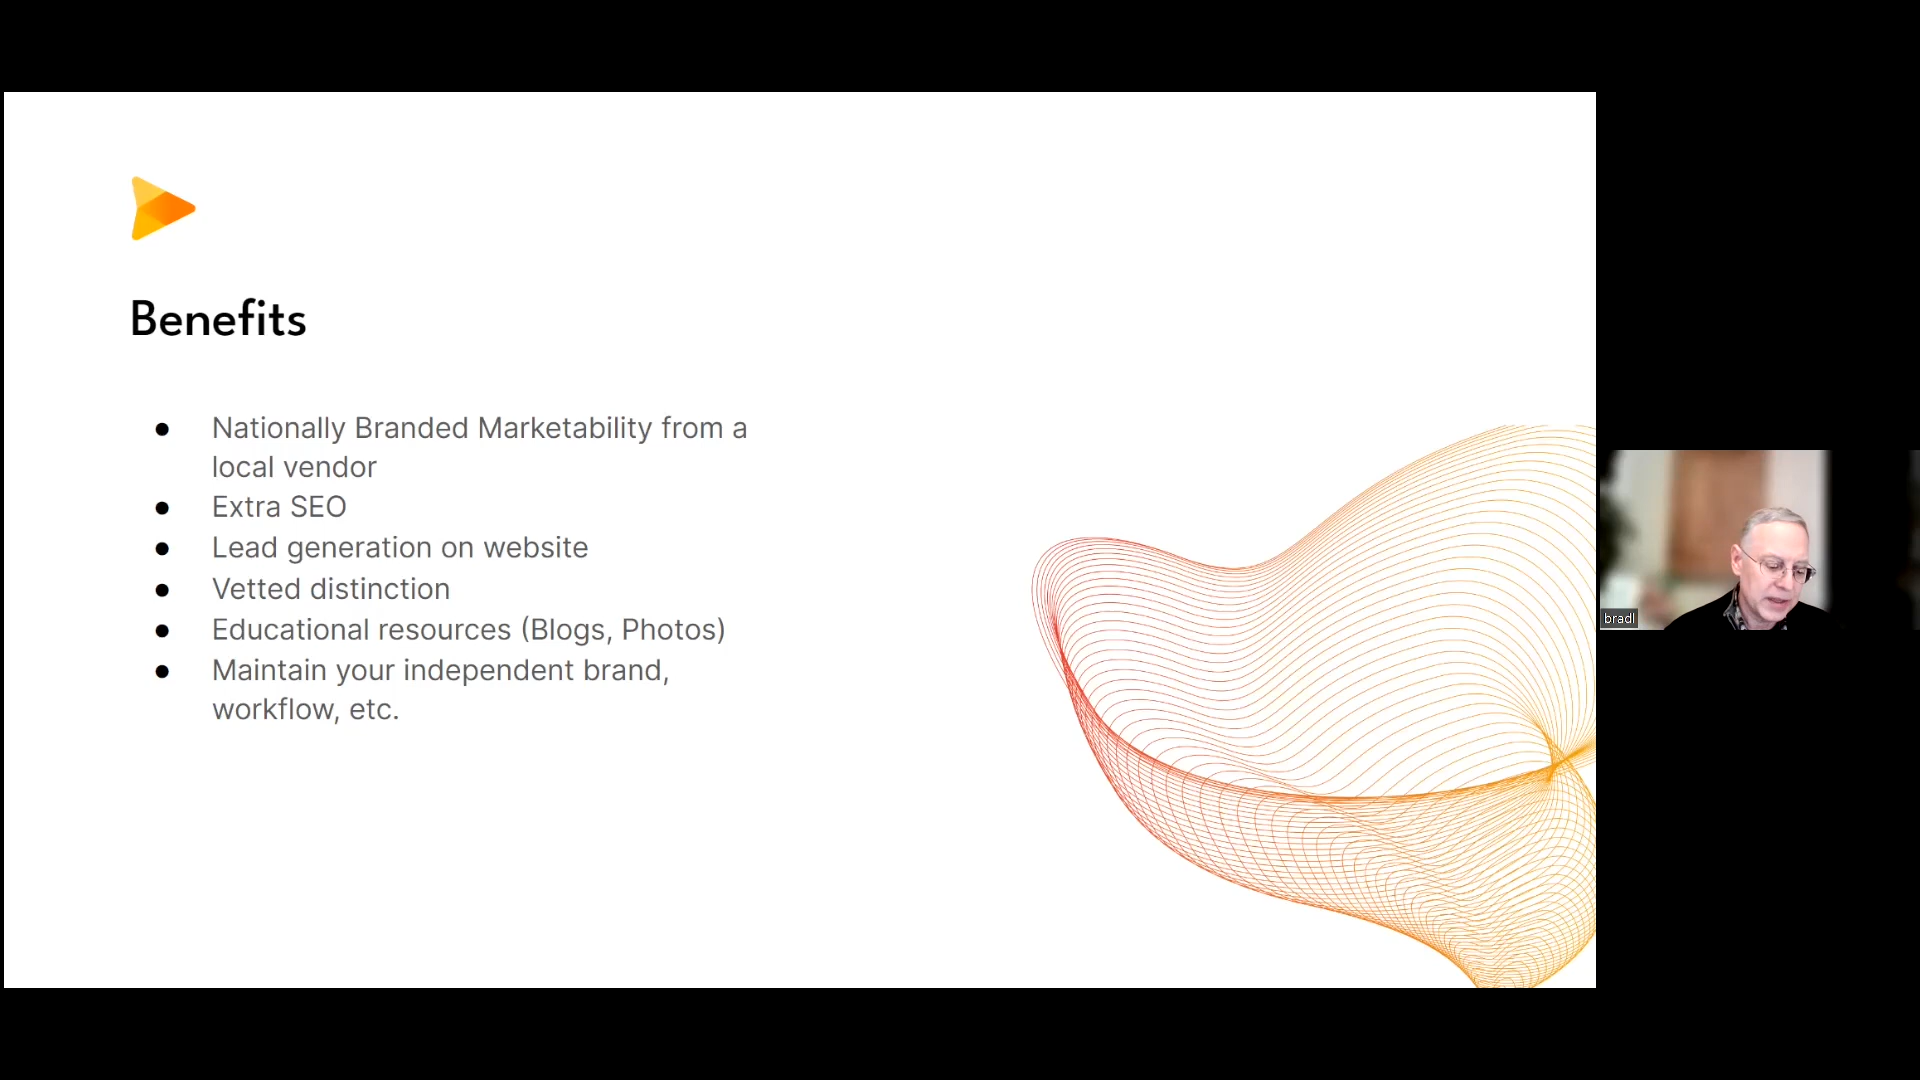 Benefits
● Nationally Branded Marketability from a
local vendor
● Extra SEO
● Lead generation on website
● Vetted distinction
● Educational resources (Blogs, Photos)
● Maintain your independent brand,
workflow, etc.
bradl